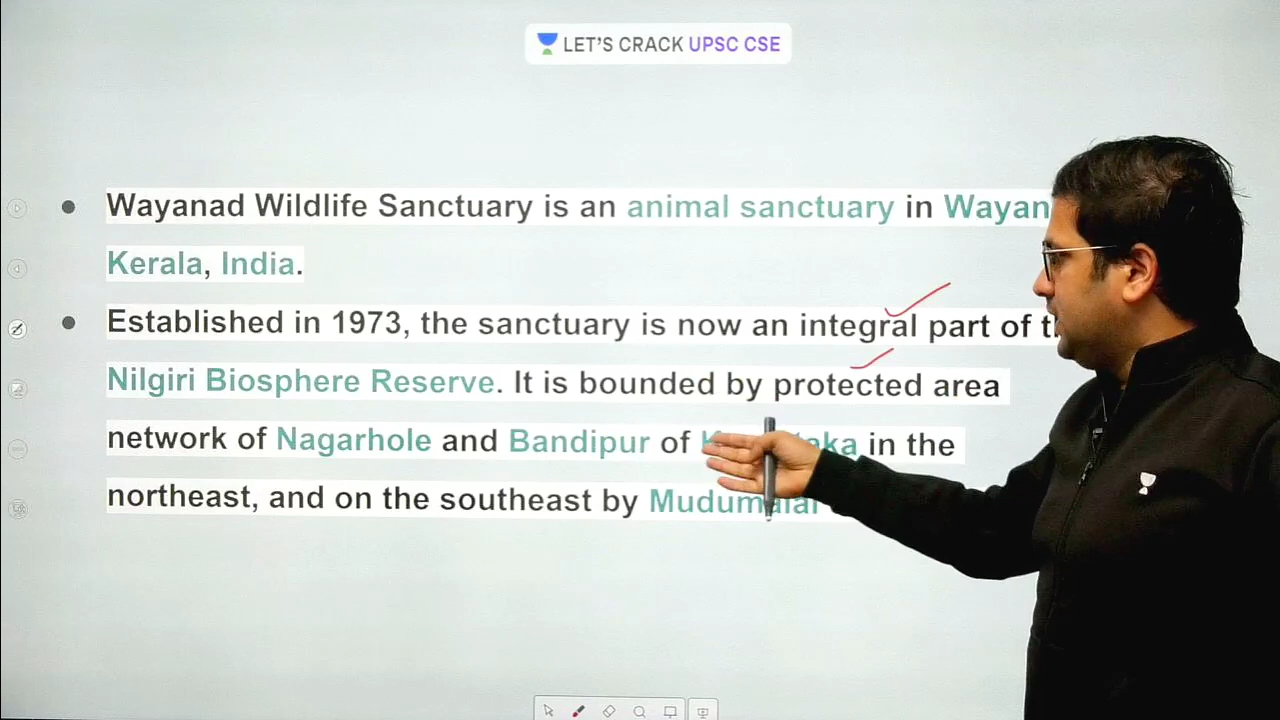 LET'S CRACK UPSC CSE
Wayanad Wildlife Sanctuary is an animal sanctuary in
Kerala, India.
Established in 1973, the sanctuary is now an integral part of
Nilgiri Biosphere Reserve. It is bounded by protected area
network of Nagarhole and Bandipur of in the
northeast, and on the southeast by